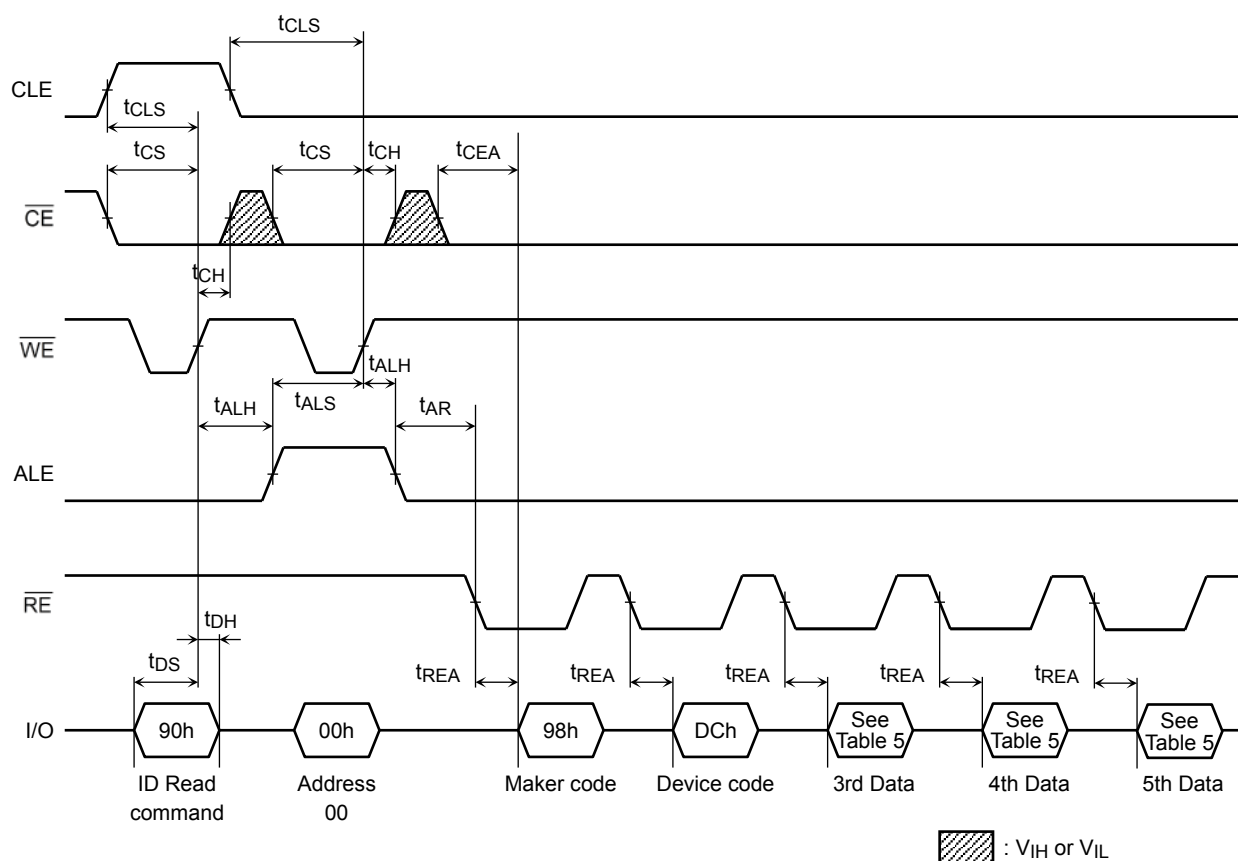 tCLS
CLE
tCLS
tCS
tCS
tCH
tCEA
CE
tCH
WE
tALH
tALH
tALS
tAR
ALE
RE
tDH
tDS
tREA
tREA
tREA
tREA
tREA
I/O
90h
00h
98h
DCh
See
Table 5
See
Table 5
See
Table 5
ID Read
command
Address
00
Maker code
Device code
3rd Data
4th Data
5th Data
: VIH or VIL